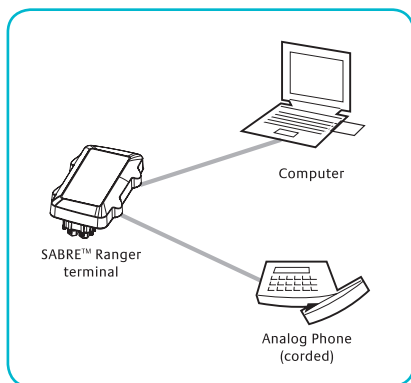 Computer
SABRE™ Ranger
terminal
Analog Phone
(corded)